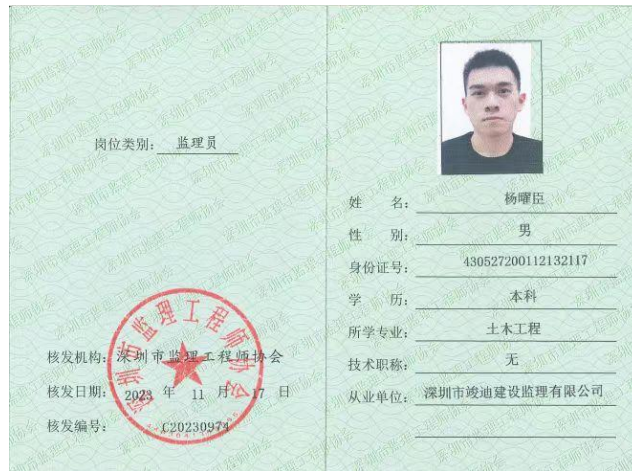 岗位类别： 监理员
核发机构：深圳市监理工程师协会
核发日期： 2023 年 11 月 17 日
核发编号： C20230974
深圳市监理工程师协会
姓 名： 杨曜臣
性 别： 男
身份证号： 430527200112132117
学 历： 本科
所学专业： 土木工程
技术职称： 无
从业单位： 深圳市竣迪建设监理有限公司